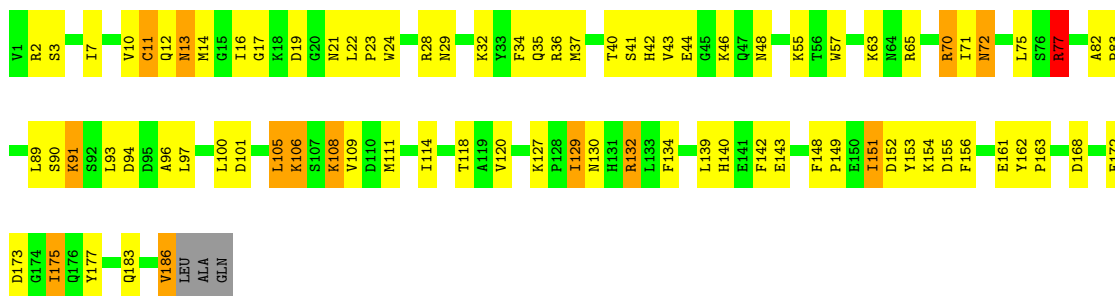 V1 R2 S3 I7 V10 C11 Q12 N13 M14 G15 I16 G17 K18 D19 G20 N21 L22 P23 W24 R28 N29 K32 Y33 F34 Q35 R36 M37 T40 S41 H42 V43 E44 G45 K46 Q47 N48 K55 T56 W57 K63 N64 R65 R70 I71 N72 L75 S76 R77 A82
L89 S90 K91 S92 L93 D94 D95 A96 L97 L100 D101 L105 K106 S107 K108 V109 D110 M111 I114 T118 A119 V120 K127 P128 I129 N130 H131 R132 L133 F134 L139 H140 E141 F142 E143 F148 P149 E150 I151 D152 Y153 K154 D155 F156 E161 Y162 P163 D168
D173 G174 I175 Q176 Y177 Q183 V186 LEU ALA GLN